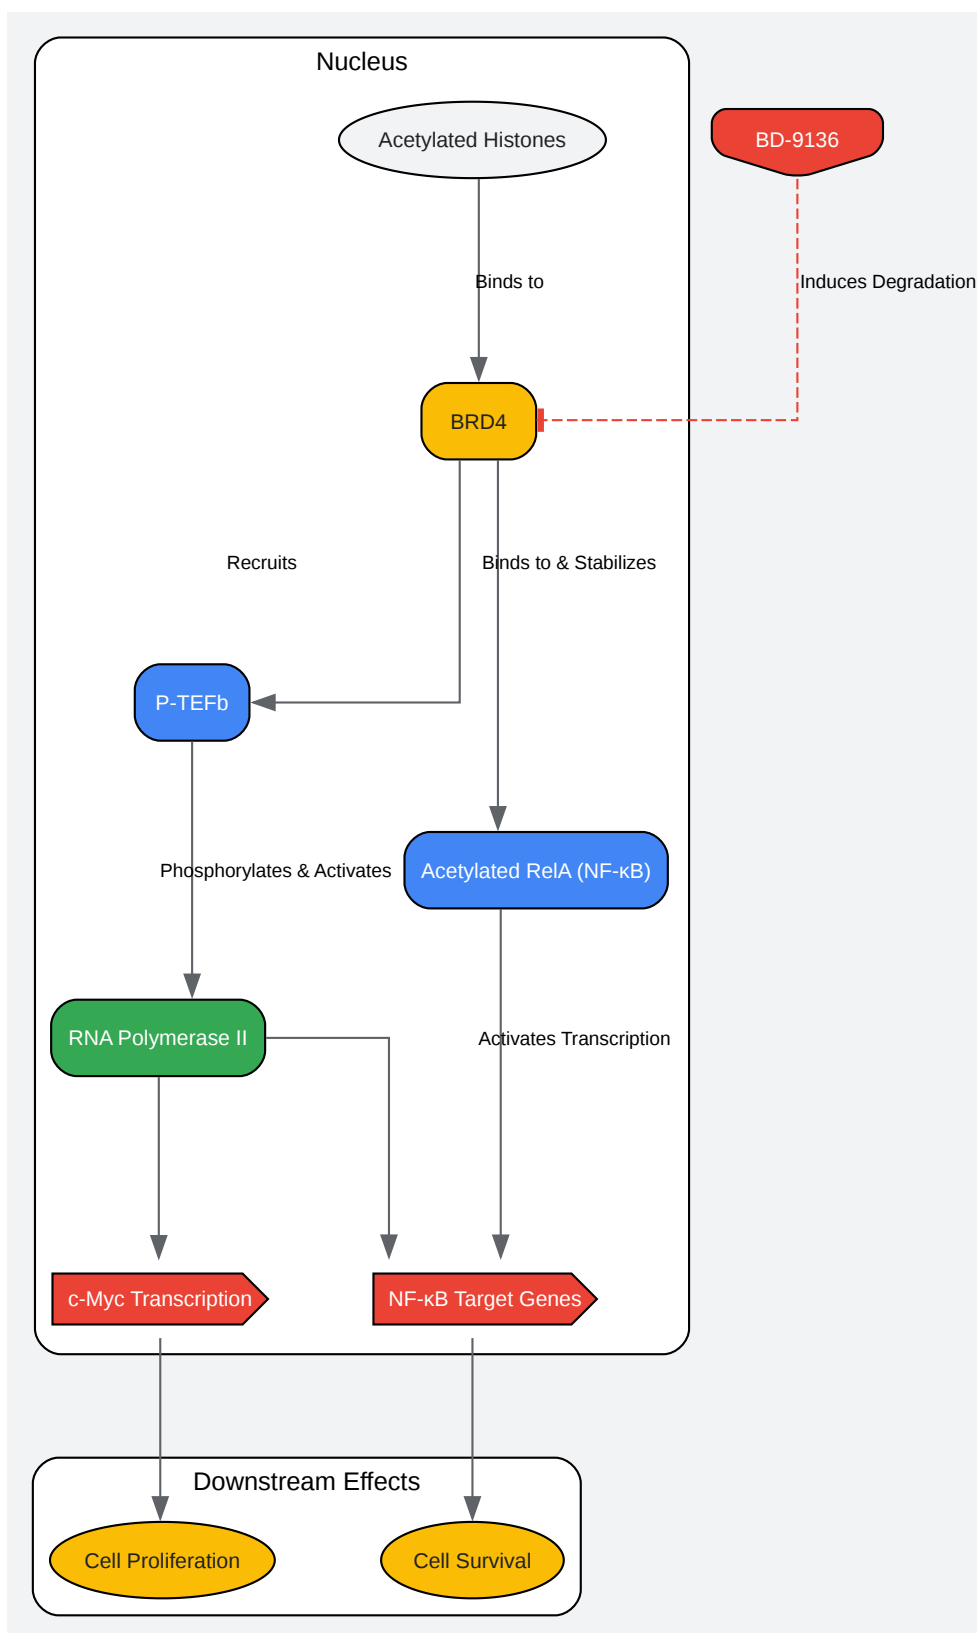 Nucleus
Acetylated Histones
BD-9136
Binds to
Induces Degradation
BRD4
Recruits
Binds to & Stabilizes
P-TEFb
Phosphorylates & Activates
Acetylated RelA (NF-κB)
RNA Polymerase II
Activates Transcription
c-Myc Transcription
NF-κB Target Genes
Downstream Effects
Cell Proliferation
Cell Survival